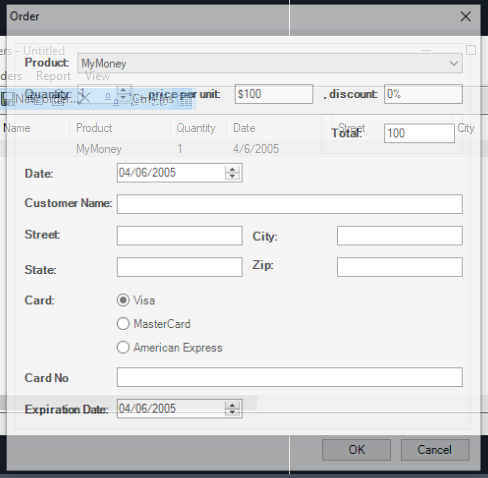 Order
ers - Untitled
Product: MyMoney
ders Report View
Quantity: 1 price per unit: $100 , discount: 0%
New order... Ctrl+Ins
Name Product Quantity Date Street City
Total: 100
MyMoney 1 4/6/2005
Date: 04/06/2005
Customer Name:
Street: City:
State: Zip:
Card: Visa
MasterCard
American Express
Card No
Expiration Date: 04/06/2005
OK Cancel